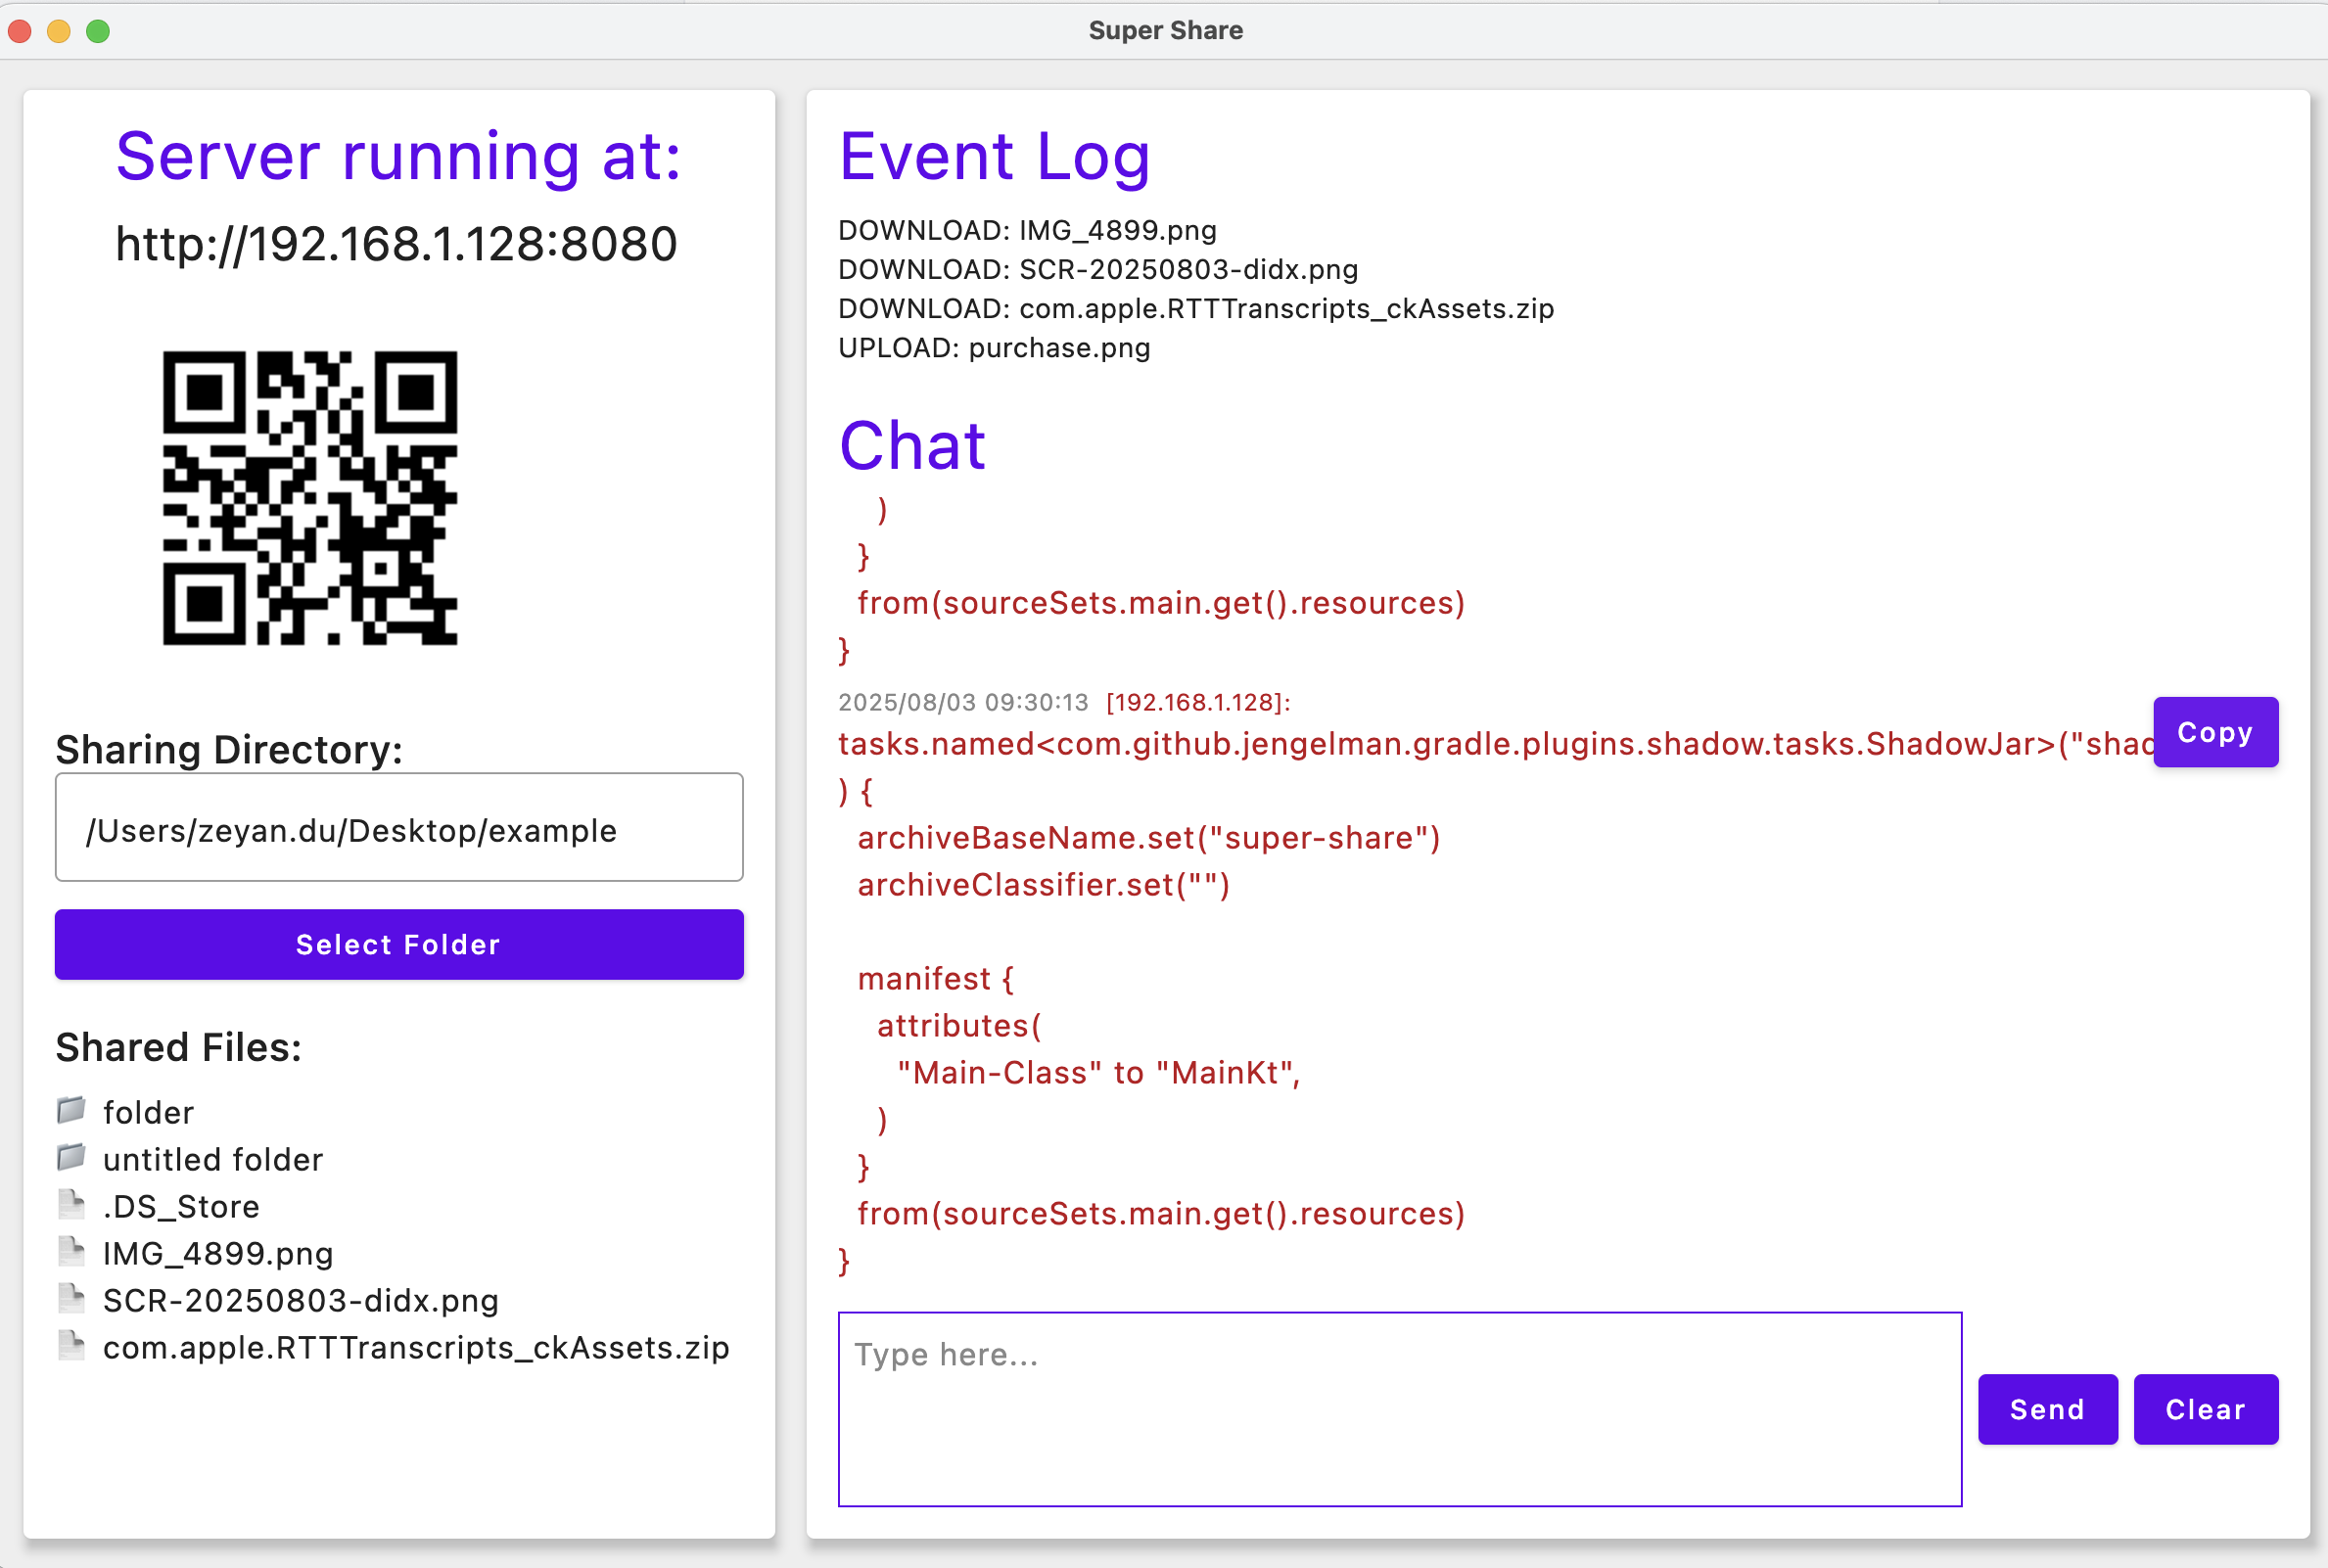 Super Share
Server running at:
http://192.168.1.128:8080
Sharing Directory:
/Users/zeyan.du/Desktop/example
Select Folder
Shared Files:
folder
untitled folder
.DS_Store
IMG_4899.png
SCR-20250803-didx.png
com.apple.RTTTranscripts_ckAssets.zip
Event Log
DOWNLOAD: IMG_4899.png
DOWNLOAD: SCR-20250803-didx.png
DOWNLOAD: com.apple.RTTTranscripts_ckAssets.zip
UPLOAD: purchase.png
Chat
)
}
from(sourceSets.main.get().resources)
}
2025/08/03 09:30:13 [192.168.1.128]:
tasks.named<com.github.jengelman.gradle.plugins.shadow.tasks.ShadowJar>("shad
Copy
) {
archiveBaseName.set("super-share")
archiveClassifier.set("")
manifest {
attributes(
"Main-Class" to "MainKt",
)
}
from(sourceSets.main.get().resources)
}
Type here...
Send
Clear